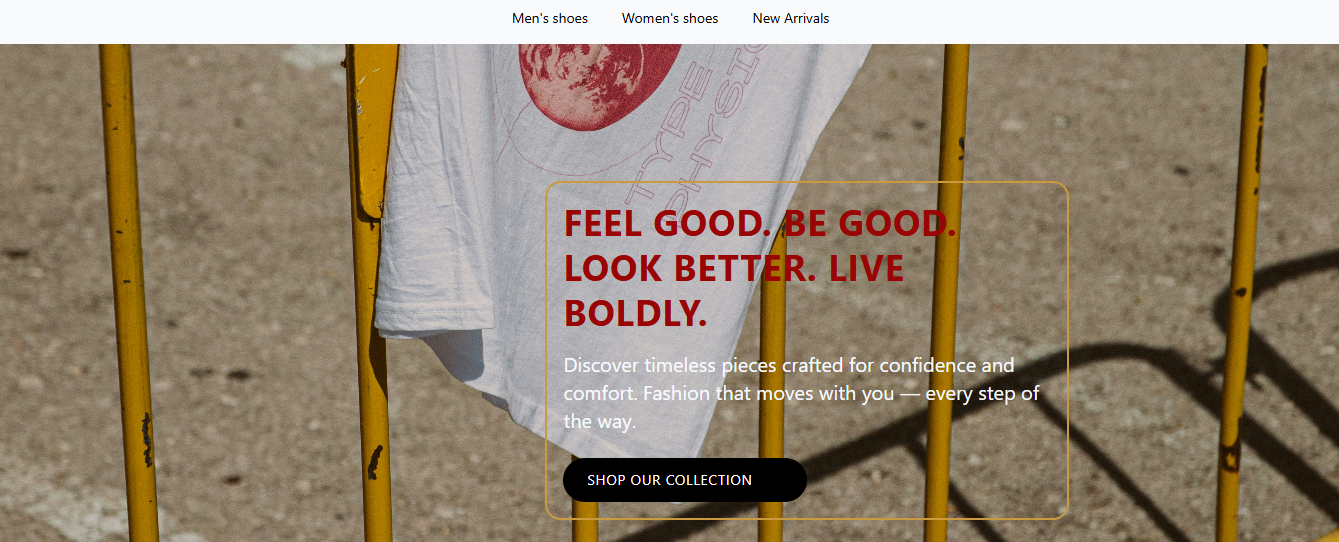 Men's shoes Women's shoes New Arrivals
TYPE
PHYSIC
FEEL GOOD. BE GOOD.
LOOK BETTER. LIVE
BOLDLY.
Discover timeless pieces crafted for confidence and
comfort. Fashion that moves with you — every step of
the way.
SHOP OUR COLLECTION